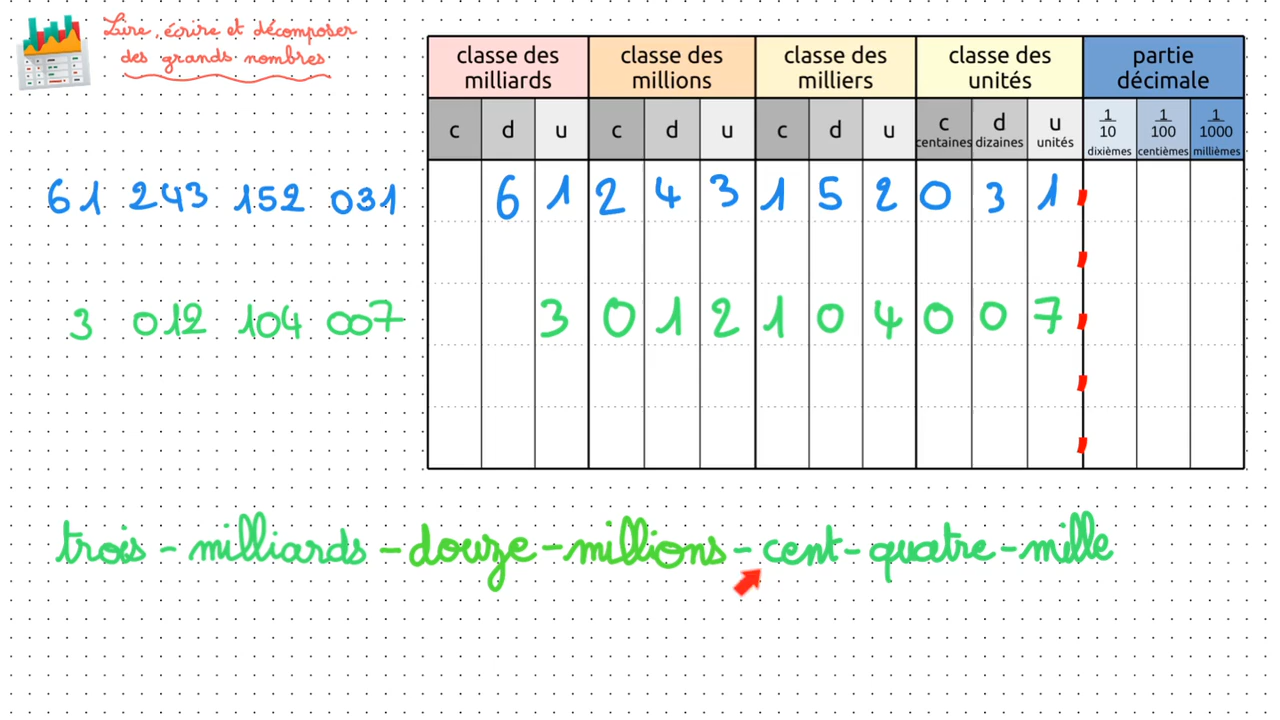 Lire, écrire et décomposer
des grands nombres
classe des milliards classe des millions classe des milliers classe des unités partie décimale
c d u c d u c d u c centaines d dizaines u unités 1/10 dixièmes 1/100 centièmes 1/1000 millièmes
61 243 152 031
6 1 2 4 3 1 5 2 0 3 1 ,
,
3 012 104 007
3 0 1 2 1 0 4 0 0 7 ,
,
,
trois-milliards-douze-millions-cent-quatre-mille